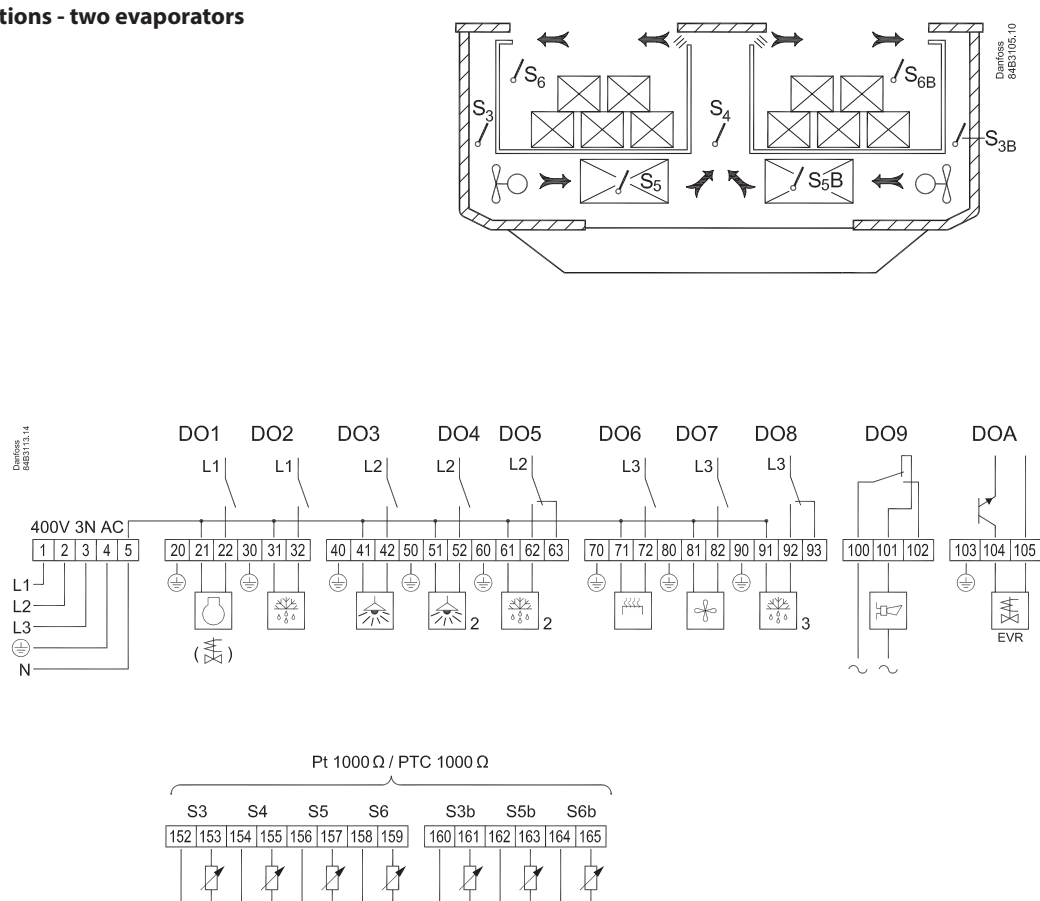 tions - two evaporators
Danfoss
84B3105.10
S6
S6B
S3
S4
S3B
S5
S5B
Danfoss
84B3113.14
DO1 DO2 DO3 DO4 DO5 DO6 DO7 DO8 DO9 DOA
L1 L1 L2 L2 L2 L3 L3 L3
400V 3N AC
1 2 3 4 5 20 21 22 30 31 32 40 41 42 50 51 52 60 61 62 63 70 71 72 80 81 82 90 91 92 93 100 101 102 103 104 105
L1
L2
L3
N
2 2 3
EVR
( )
Pt 1000 Ω / PTC 1000 Ω
S3 S4 S5 S6 S3b S5b S6b
152 153 154 155 156 157 158 159 160 161 162 163 164 165